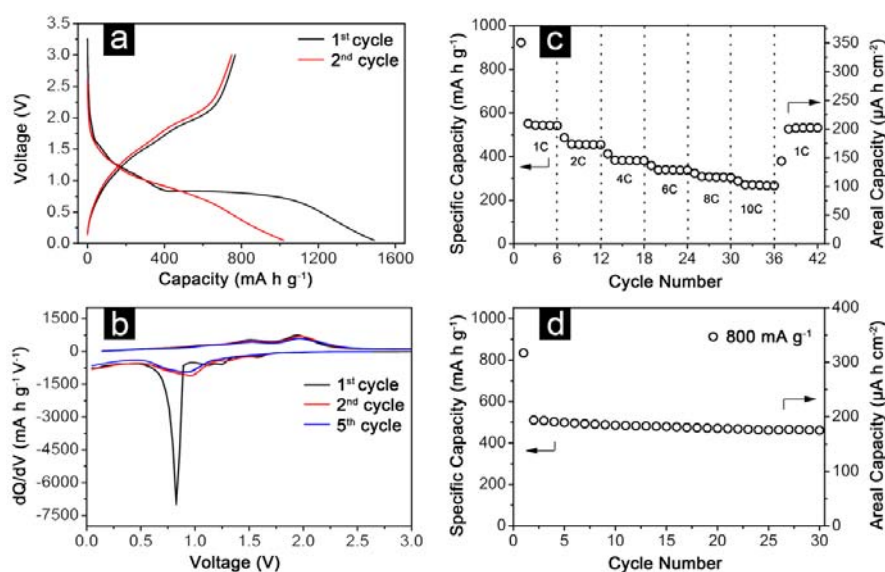 a
1st cycle
2nd cycle
Voltage (V)
3.5
3.0
2.5
2.0
1.5
1.0
0.5
0.0
0 400 800 1200 1600
Capacity (mA h g-1)
c
Specific Capacity (mA h g-1)
1000
800
600
400
200
0
1C
2C
4C
6C
8C
10C
1C
0 6 12 18 24 30 36 42
Cycle Number
350
300
250
200
150
100
50
0
Areal Capacity (µA h cm-2)
b
1st cycle
2nd cycle
5th cycle
dQ/dV (mA h g-1 V-1)
1500
0
-1500
-3000
-4500
-6000
-7500
0.0 0.5 1.0 1.5 2.0 2.5 3.0
Voltage (V)
d
800 mA g-1
Specific Capacity (mA h g-1)
1000
800
600
400
200
0
0 5 10 15 20 25 30
Cycle Number
400
300
200
100
0
Areal Capacity (µA h cm-2)